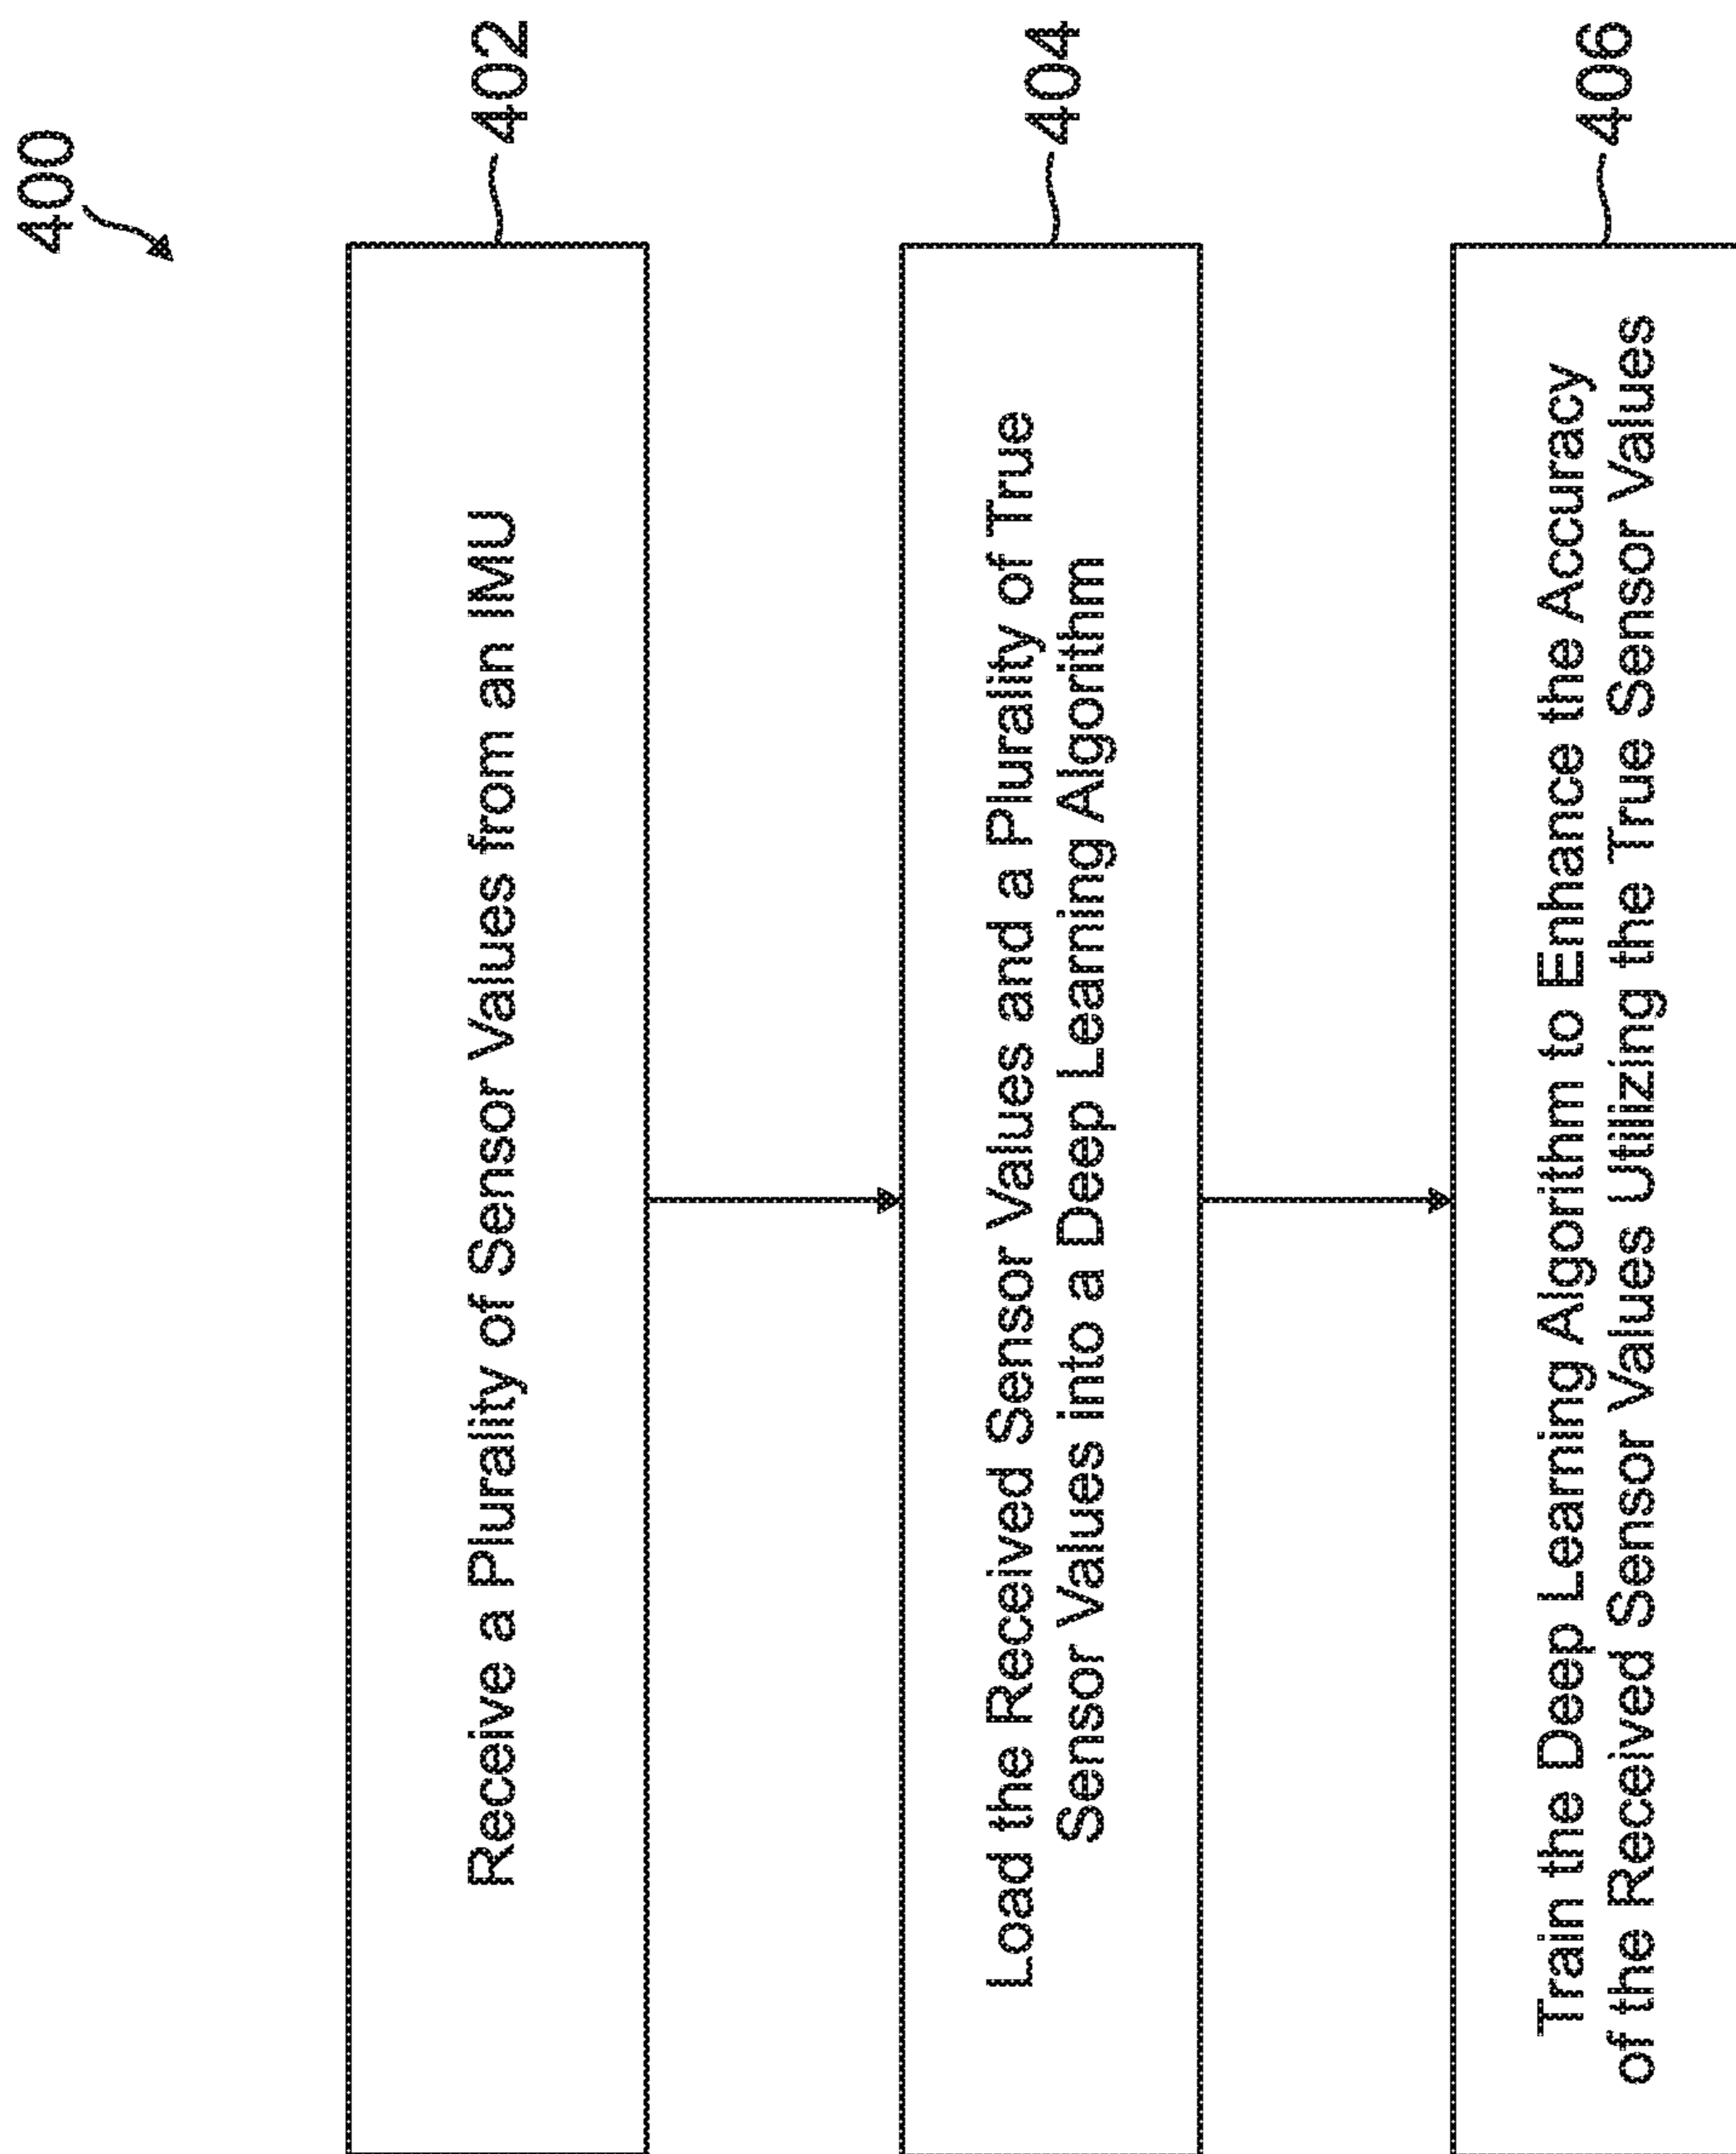 400
Receive a Plurality of Sensor Values from an IMU
402
Load the Received Sensor Values and a Plurality of True
Sensor Values into a Deep Learning Algorithm
404
Train the Deep Learning Algorithm to Enhance the Accuracy
of the Received Sensor Values Utilizing the True Sensor Values
406